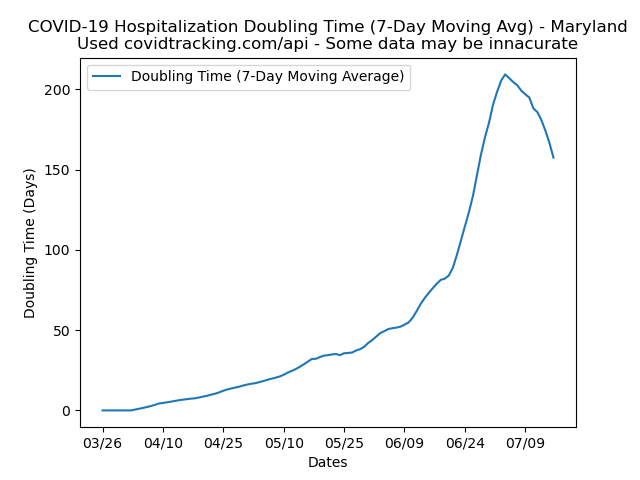 COVID-19 Hospitalization Doubling Time (7-Day Moving Avg) - Maryland
Used covidtracking.com/api - Some data may be innacurate
Doubling Time (7-Day Moving Average)
200
150
100
50
0
Doubling Time (Days)
03/26 04/10 04/25 05/10 05/25 06/09 06/24 07/09
Dates